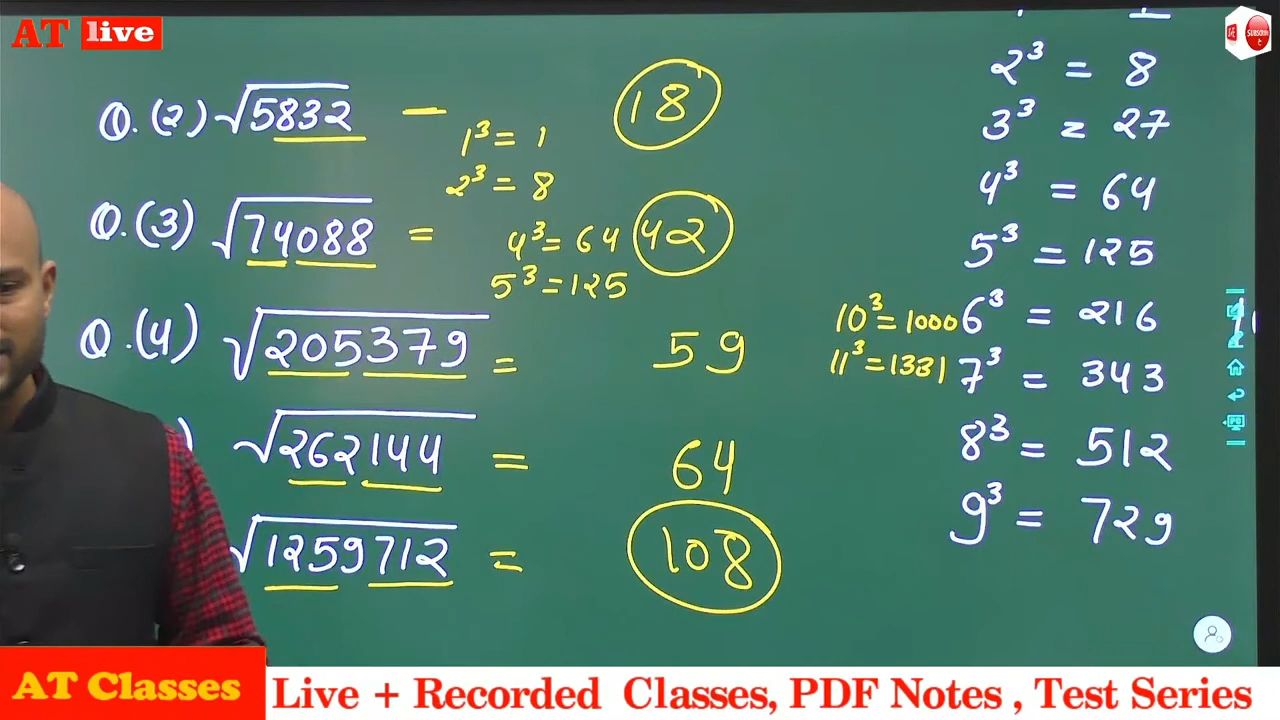 AT live
Q. (2) √5832 — 18
1³ = 1
2³ = 8
Q. (3) √74088 = 42
4³ = 64
5³ = 125
Q. (4) √205379 = 59
10³ = 1000
11³ = 1331
) √262144 = 64
√1259712 = 108
2³ = 8
3³ = 27
4³ = 64
5³ = 125
6³ = 216
7³ = 343
8³ = 512
9³ = 729
SUBSCRIBE
AT Classes
Live + Recorded Classes, PDF Notes , Test Series